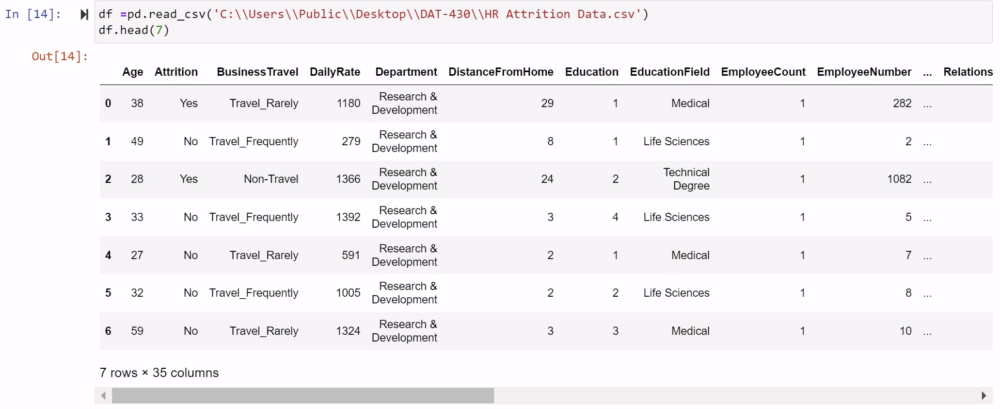 In [14]: df =pd.read_csv('C:\\Users\\Public\\Desktop\\DAT-430\\HR Attrition Data.csv')
df.head(7)
Out[14]:
Age Attrition BusinessTravel DailyRate Department DistanceFromHome Education EducationField EmployeeCount EmployeeNumber ... Relations
0 38 Yes Travel_Rarely 1180 Research & Development 29 1 Medical 1 282 ...
1 49 No Travel_Frequently 279 Research & Development 8 1 Life Sciences 1 2 ...
2 28 Yes Non-Travel 1366 Research & Development 24 2 Technical Degree 1 1082 ...
3 33 No Travel_Frequently 1392 Research & Development 3 4 Life Sciences 1 5 ...
4 27 No Travel_Rarely 591 Research & Development 2 1 Medical 1 7 ...
5 32 No Travel_Frequently 1005 Research & Development 2 2 Life Sciences 1 8 ...
6 59 No Travel_Rarely 1324 Research & Development 3 3 Medical 1 10 ...
7 rows × 35 columns